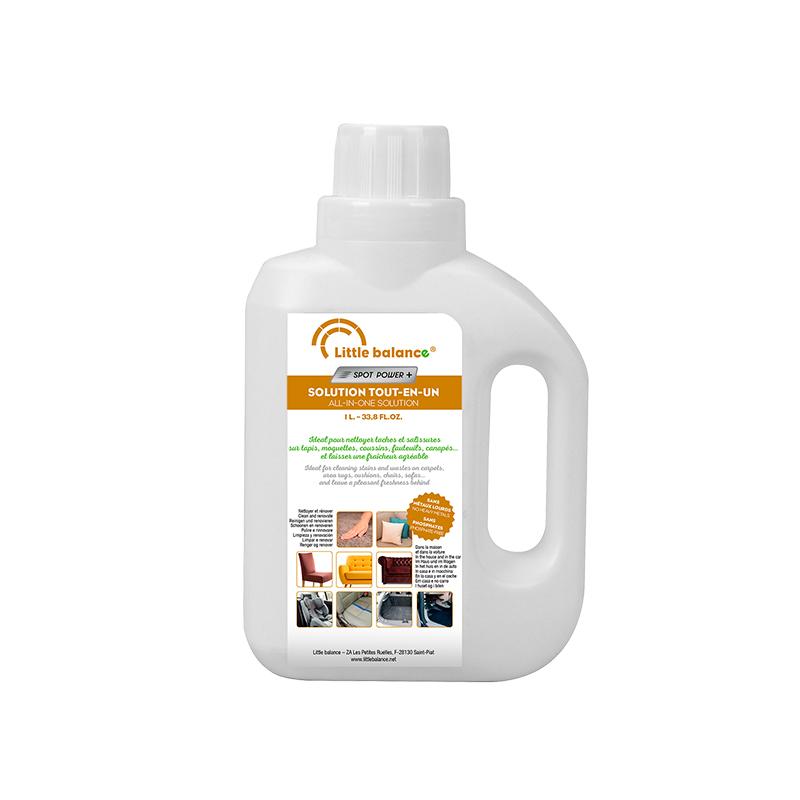 Little balance®
SPOT POWER +
SOLUTION TOUT-EN-UN
ALL-IN-ONE SOLUTION
1 L. - 33,8 FL.OZ.
Idéal pour nettoyer taches et salissures
sur tapis, moquettes, coussins, fauteuils, canapés...
et laisser une fraîcheur agréable
Ideal for cleaning stains and wastes on carpets,
area rugs, cushions, chairs, sofas...
and leave a pleasant freshness behind
SANS
MÉTAUX LOURDS
NO HEAVY METALS
SANS
PHOSPHATES
PHOSPHATE-FREE
Nettoyer et rénover
Clean and renovate
Reinigen und renovieren
Schoonen en renoveren
Pulire e rinnovare
Limpieza y renovación
Limpar e renovar
Renger og renover
Dans la maison
et dans la voiture
In the house and in the car
Im Haus und im Wagen
In het huis en in de auto
In casa e in macchina
En la casa y en el coche
Em casa e no carro
I huset og i bilen
Little balance – ZA Les Petites Ruelles, F-28130 Saint-Piat
www.littlebalance.net